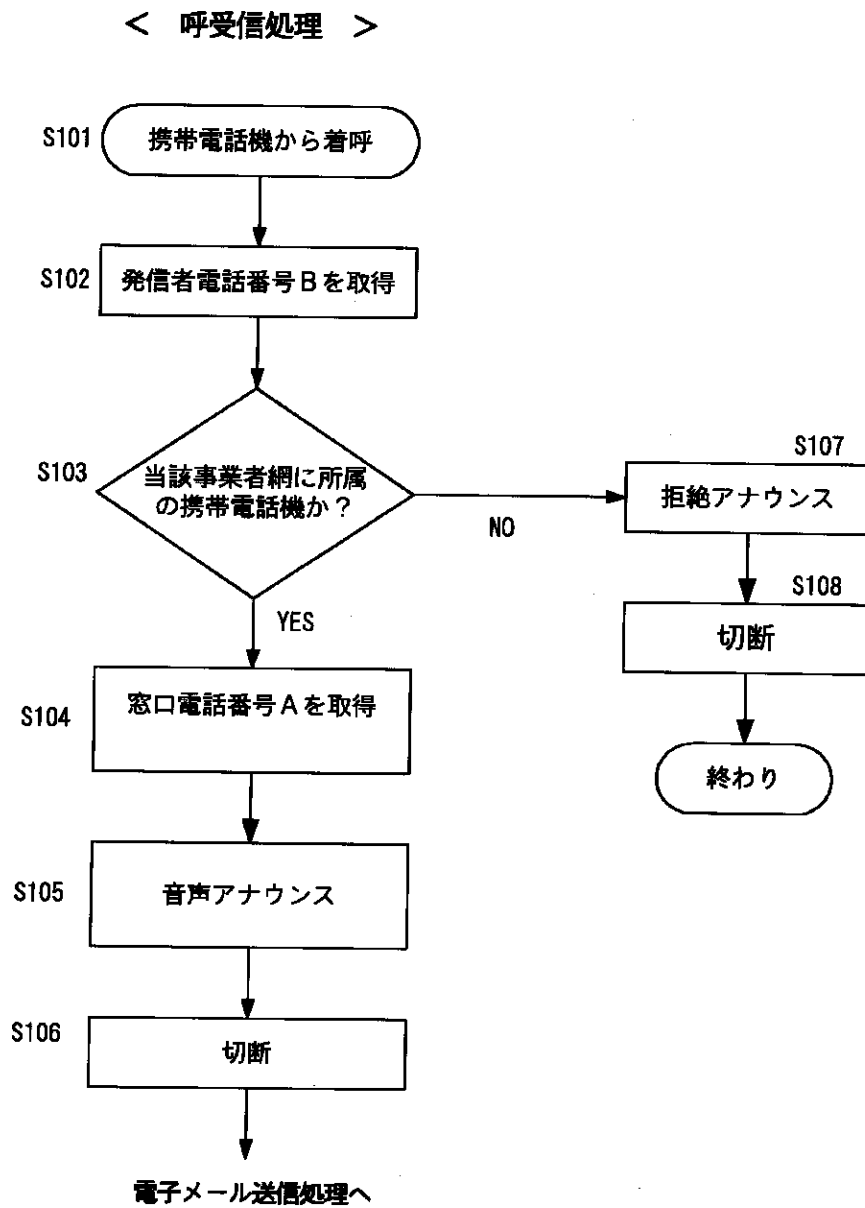 ＜ 呼受信処理 ＞
S101
携帯電話機から着呼
S102
発信者電話番号Ｂを取得
S103
当該事業者網に所属
の携帯電話機か？
NO
YES
S104
窓口電話番号Ａを取得
S105
音声アナウンス
S106
切断
電子メール送信処理へ
S107
拒絶アナウンス
S108
切断
終わり